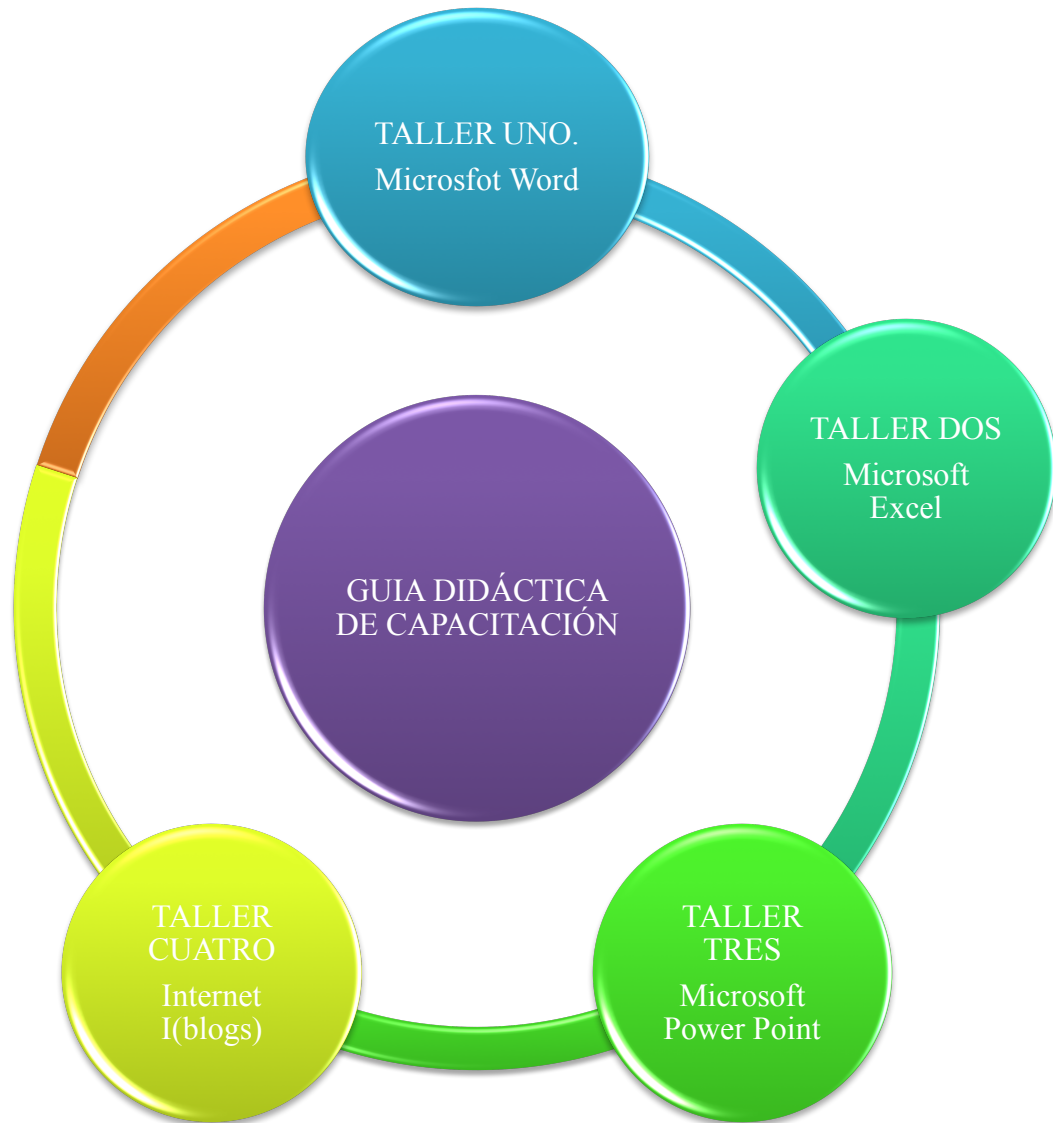 TALLER UNO.
Microsfot Word
TALLER DOS
Microsoft
Excel
GUIA DIDÁCTICA
DE CAPACITACIÓN
TALLER
TRES
Microsoft
Power Point
TALLER
CUATRO
Internet
I(blogs)